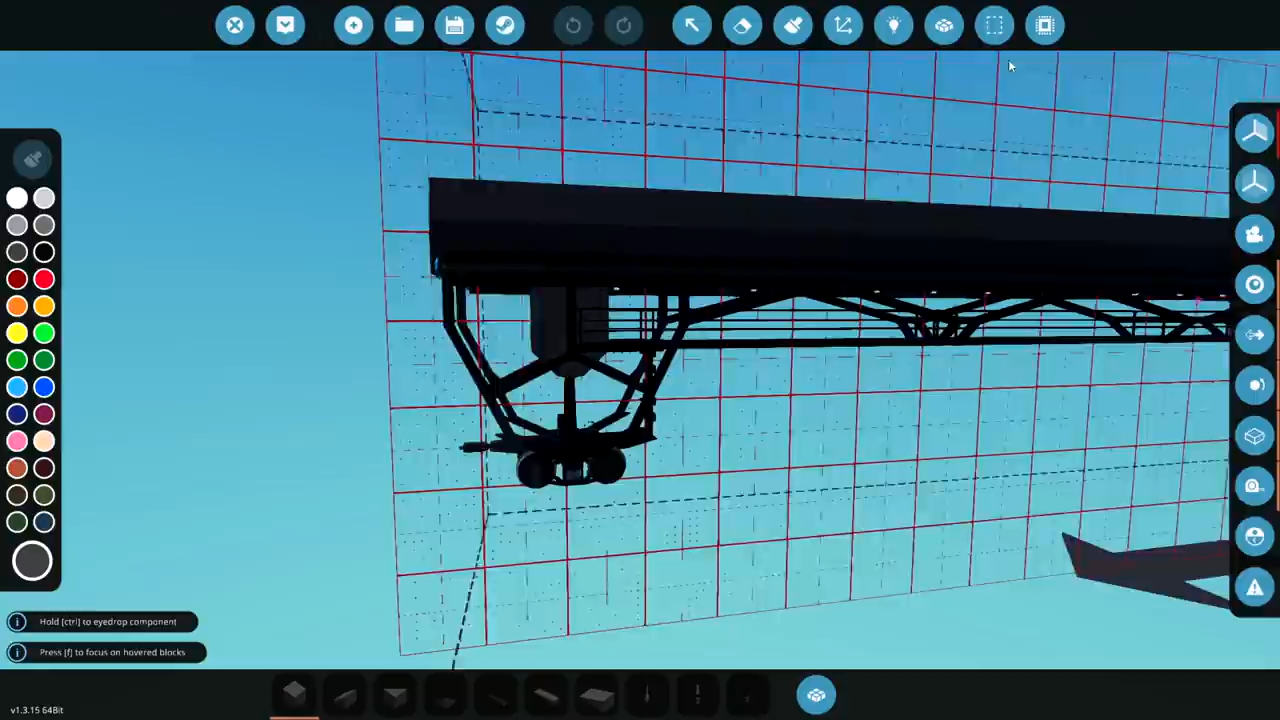 Hold [ctrl] to eyedrop component
Press [f] to focus on hovered blocks
v1.3.15 64Bit